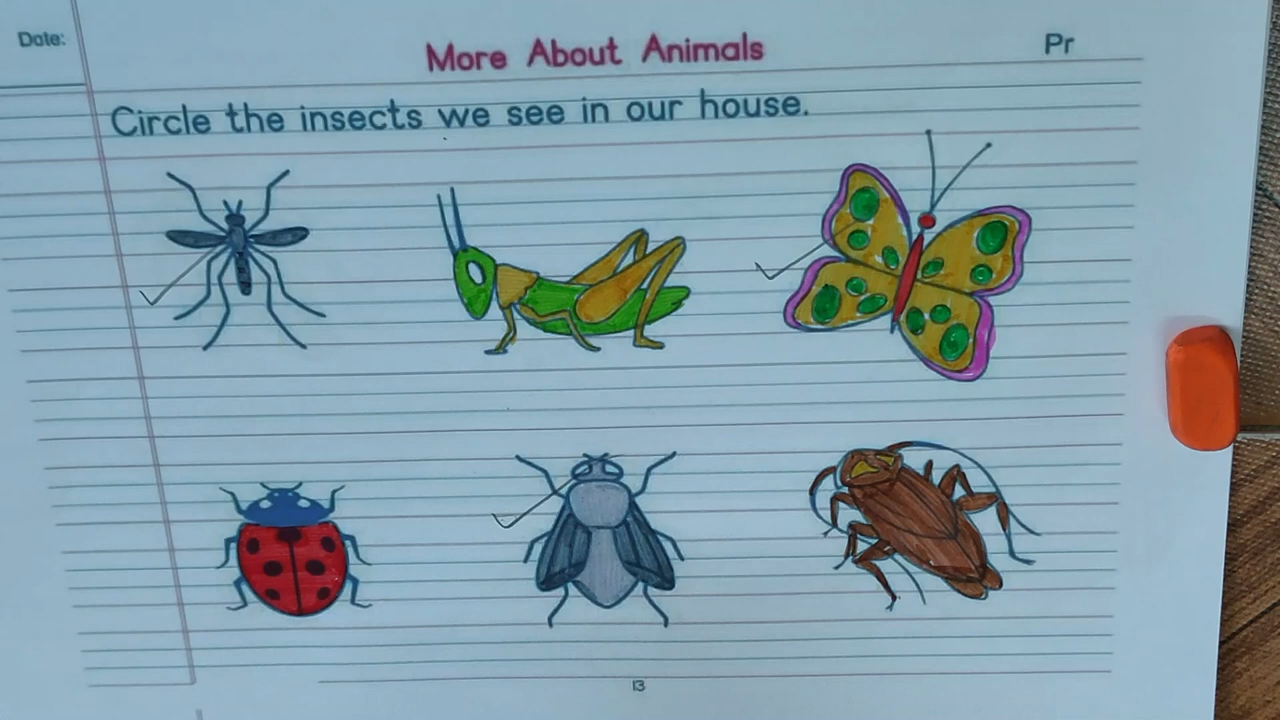 Date:
More About Animals
Pr
Circle the insects we see in our house.
13